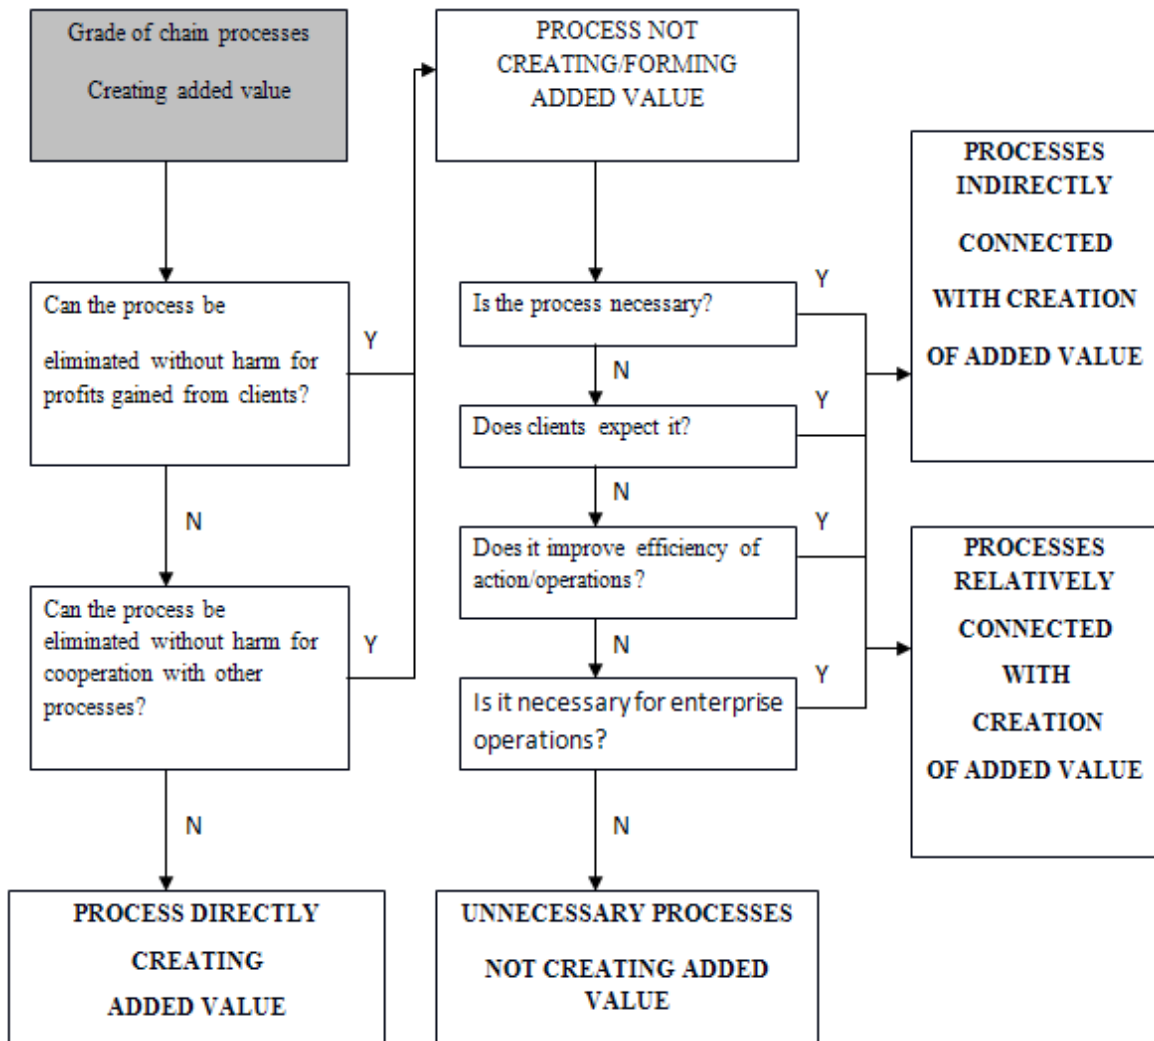 Grade of chain processes
Creating added value
Can the process be
eliminated without harm for
profits gained from clients?
Y
N
Can the process be
eliminated without harm for
cooperation with other
processes?
Y
N
PROCESS DIRECTLY
CREATING
ADDED VALUE
PROCESS NOT
CREATING/FORMING
ADDED VALUE
Is the process necessary?
Y
N
Does clients expect it?
Y
N
Does it improve efficiency of
action/operations?
Y
N
Is it necessary for enterprise
operations?
Y
N
UNNECESSARY PROCESSES
NOT CREATING ADDED
VALUE
PROCESSES
INDIRECTLY
CONNECTED
WITH CREATION
OF ADDED VALUE
PROCESSES
RELATIVELY
CONNECTED
WITH
CREATION
OF ADDED VALUE